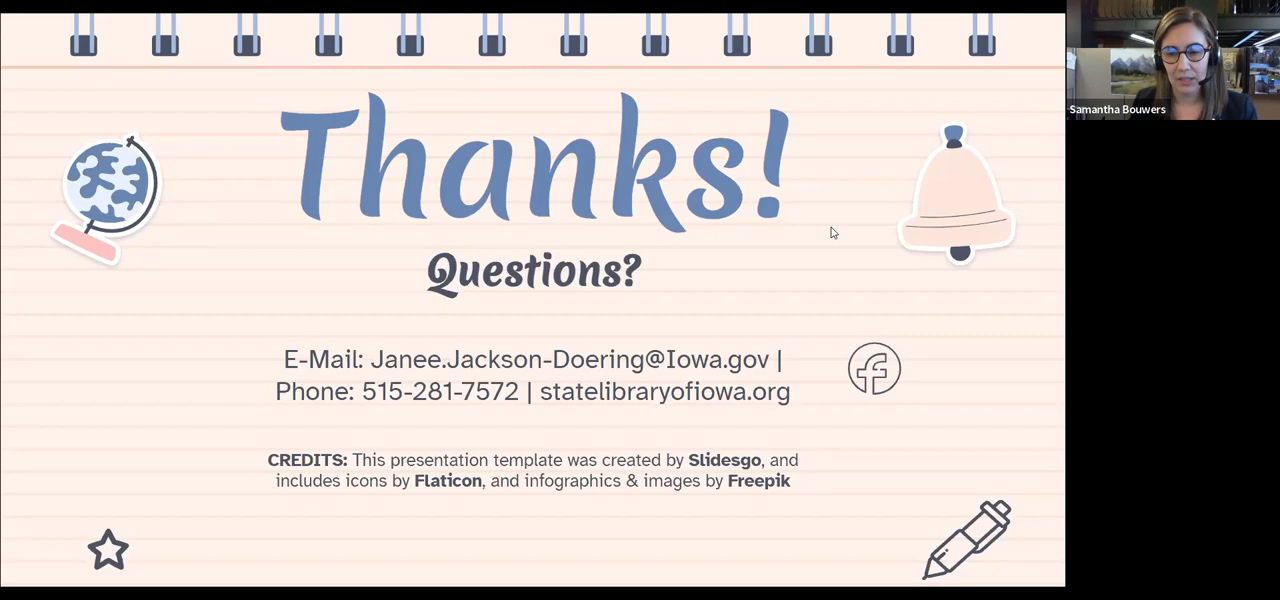 Thanks!
Questions?
E-Mail: Janee.Jackson-Doering@Iowa.gov |
Phone: 515-281-7572 | statelibraryofiowa.org
CREDITS: This presentation template was created by Slidesgo, and
includes icons by Flaticon, and infographics & images by Freepik
Samantha Bouwers